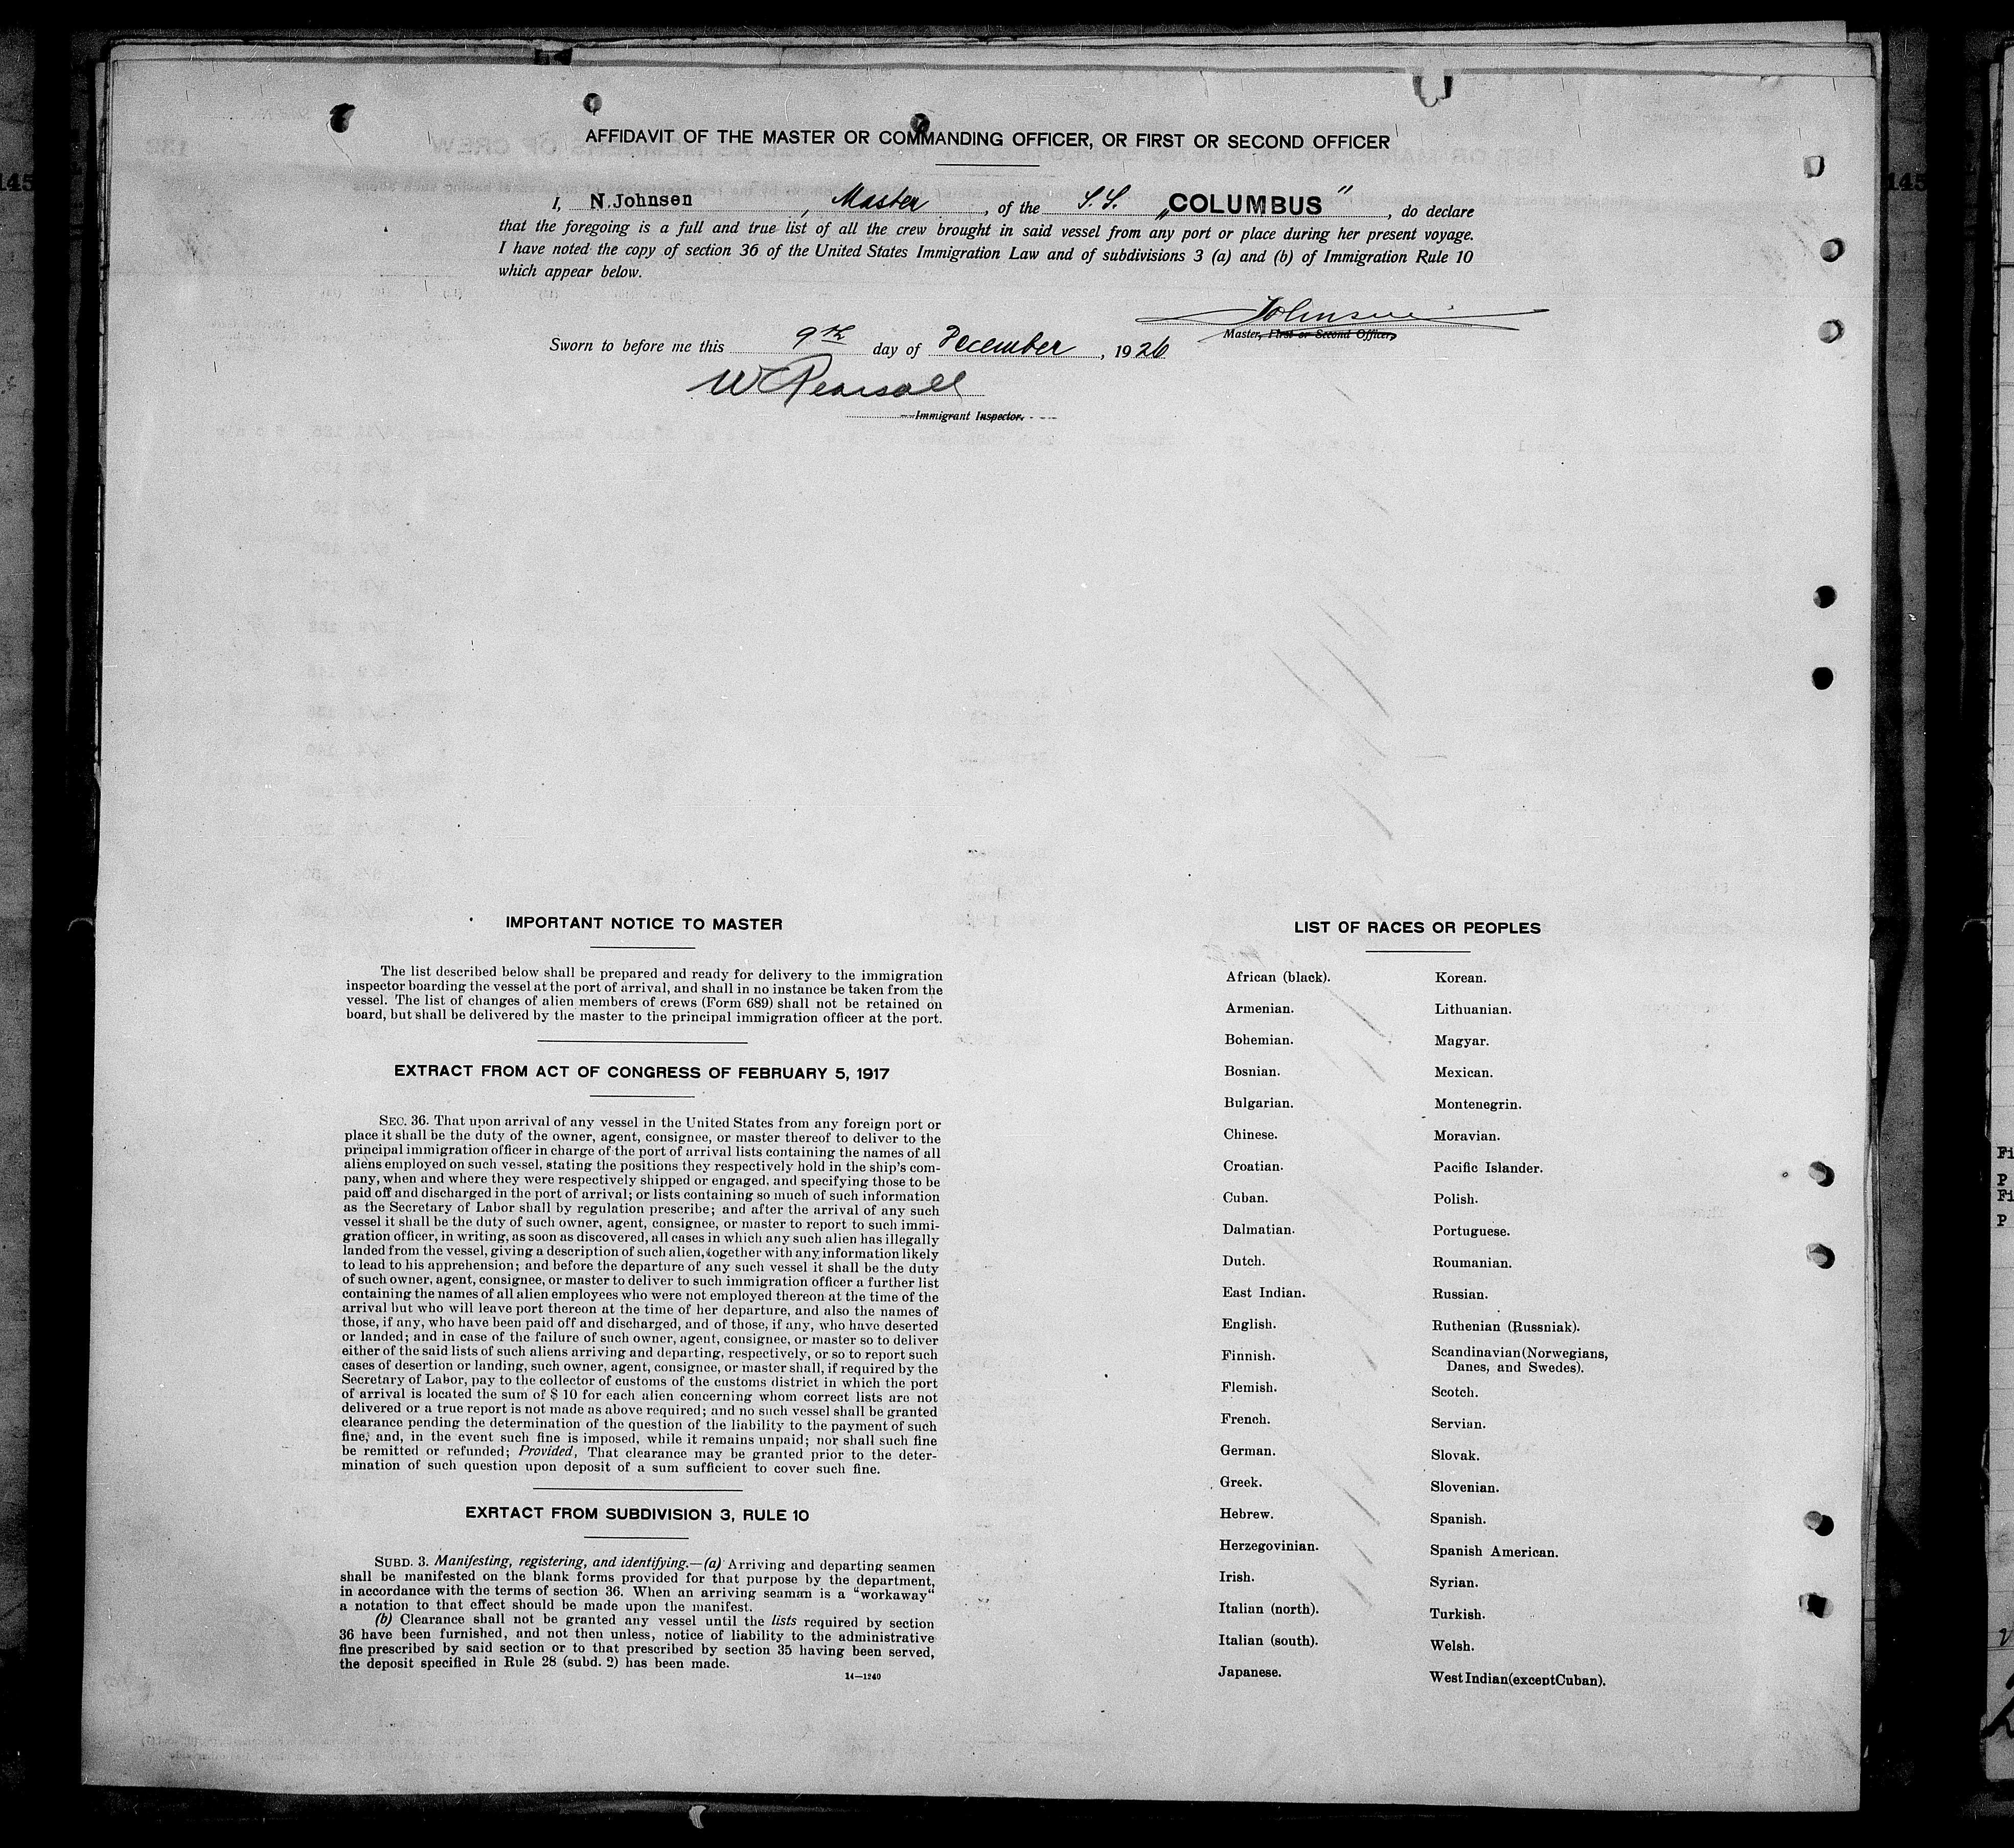 AFFIDAVIT OF THE MASTER OR COMMANDING OFFICER, OR FIRST OR SECOND OFFICER
I, N. Johnsen, Master, of the S.S. „COLUMBUS", do declare
that the foregoing is a full and true list of all the crew brought in said vessel from any port or place during her present voyage.
I have noted the copy of section 36 of the United States Immigration Law and of subdivisions 3 (a) and (b) of Immigration Rule 10
which appear below.
Johnsen
Master, First or Second Officer.
Sworn to before me this 9th day of December, 1926
W Pearsall
Immigrant Inspector.
IMPORTANT NOTICE TO MASTER
The list described below shall be prepared and ready for delivery to the immigration
inspector boarding the vessel at the port of arrival, and shall in no instance be taken from the
vessel. The list of changes of alien members of crews (Form 689) shall not be retained on
board, but shall be delivered by the master to the principal immigration officer at the port.
EXTRACT FROM ACT OF CONGRESS OF FEBRUARY 5, 1917
SEC. 36. That upon arrival of any vessel in the United States from any foreign port or
place it shall be the duty of the owner, agent, consignee, or master thereof to deliver to the
principal immigration officer in charge of the port of arrival lists containing the names of all
aliens employed on such vessel, stating the positions they respectively hold in the ship's com-
pany, when and where they were respectively shipped or engaged, and specifying those to be
paid off and discharged in the port of arrival; or lists containing so much of such information
as the Secretary of Labor shall by regulation prescribe; and after the arrival of any such
vessel it shall be the duty of such owner, agent, consignee, or master to report to such immi-
gration officer, in writing, as soon as discovered, all cases in which any such alien has illegally
landed from the vessel, giving a description of such alien, together with any information likely
to lead to his apprehension; and before the departure of any such vessel it shall be the duty
of such owner, agent, consignee, or master to deliver to such immigration officer a further list
containing the names of all alien employees who were not employed thereon at the time of the
arrival but who will leave port thereon at the time of her departure, and also the names of
those, if any, who have been paid off and discharged, and of those, if any, who have deserted
or landed; and in case of the failure of such owner, agent, consignee, or master so to deliver
either of the said lists of such aliens arriving and departing, respectively, or so to report such
cases of desertion or landing, such owner, agent, consignee, or master shall, if required by the
Secretary of Labor, pay to the collector of customs of the customs district in which the port
of arrival is located the sum of $ 10 for each alien concerning whom correct lists are not
delivered or a true report is not made as above required; and no such vessel shall be granted
clearance pending the determination of the question of the liability to the payment of such
fine, and, in the event such fine is imposed, while it remains unpaid; nor shall such fine
be remitted or refunded; Provided, That clearance may be granted prior to the deter-
mination of such question upon deposit of a sum sufficient to cover such fine.
EXRTACT FROM SUBDIVISION 3, RULE 10
SUBD. 3. Manifesting, registering, and identifying.—(a) Arriving and departing seamen
shall be manifested on the blank forms provided for that purpose by the department,
in accordance with the terms of section 36. When an arriving seaman is a "workaway"
a notation to that effect should be made upon the manifest.
(b) Clearance shall not be granted any vessel until the lists required by section
36 have been furnished, and not then unless, notice of liability to the administrative
fine prescribed by said section or to that prescribed by section 35 having been served,
the deposit specified in Rule 28 (subd. 2) has been made.
14—1240
LIST OF RACES OR PEOPLES
African (black).
Armenian.
Bohemian.
Bosnian.
Bulgarian.
Chinese.
Croatian.
Cuban.
Dalmatian.
Dutch.
East Indian.
English.
Finnish.
Flemish.
French.
German.
Greek.
Hebrew.
Herzegovinian.
Irish.
Italian (north).
Italian (south).
Japanese.
Korean.
Lithuanian.
Magyar.
Mexican.
Montenegrin.
Moravian.
Pacific Islander.
Polish.
Portuguese.
Roumanian.
Russian.
Ruthenian (Russniak).
Scandinavian (Norwegians,
Danes, and Swedes).
Scotch.
Servian.
Slovak.
Slovenian.
Spanish.
Spanish American.
Syrian.
Turkish.
Welsh.
West Indian (except Cuban).